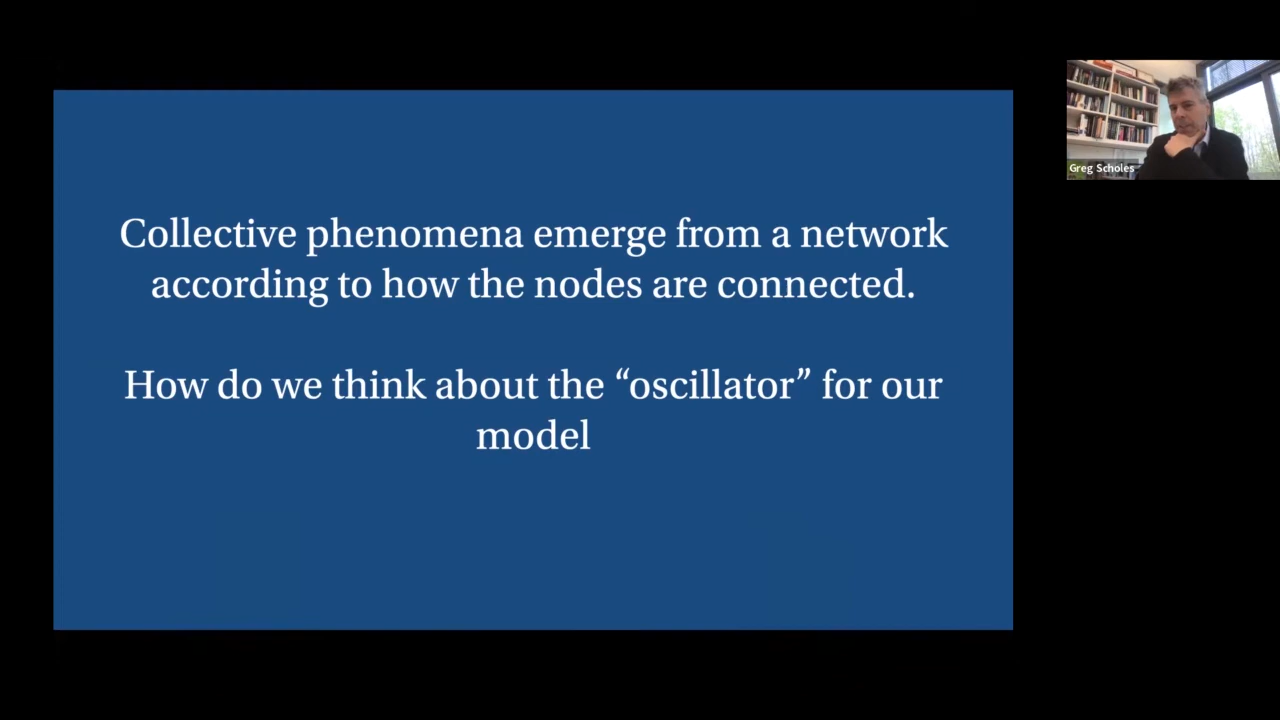 Collective phenomena emerge from a network
according to how the nodes are connected.
How do we think about the “oscillator” for our
model
Greg Scholes